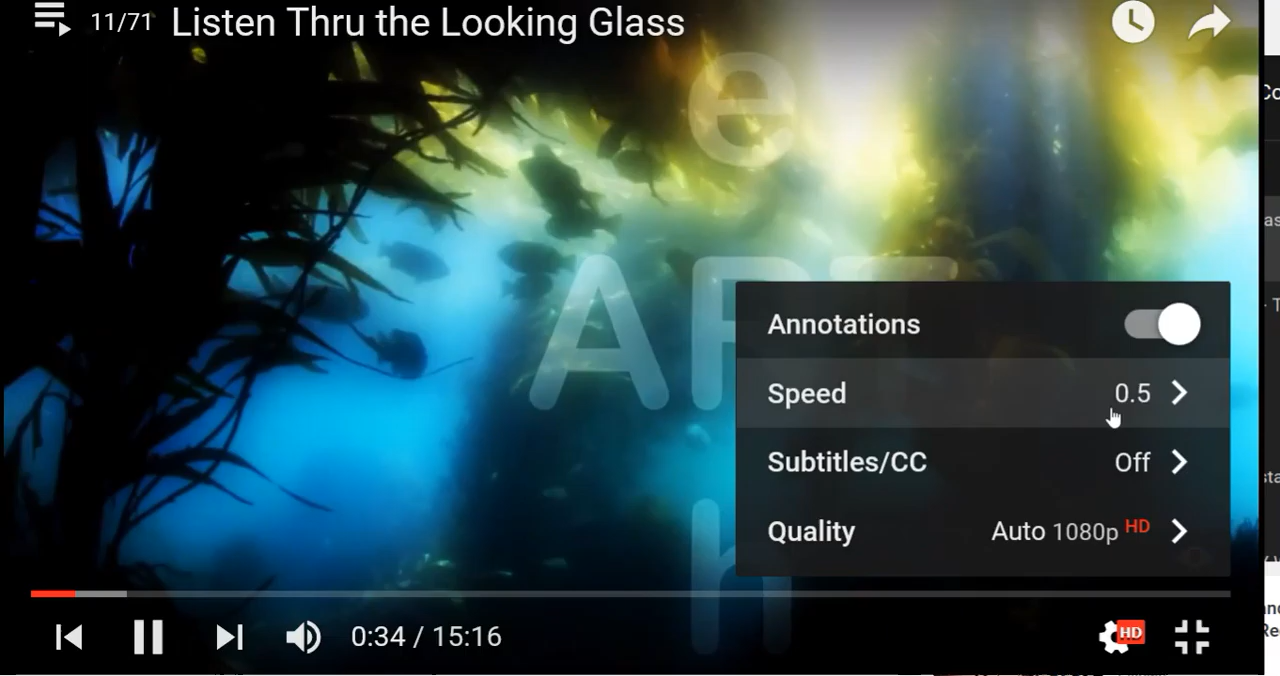 11/71 Listen Thru the Looking Glass
e
ART
h
Annotations
Speed 0.5
Subtitles/CC Off
Quality Auto 1080p HD
0:34 / 15:16
HD